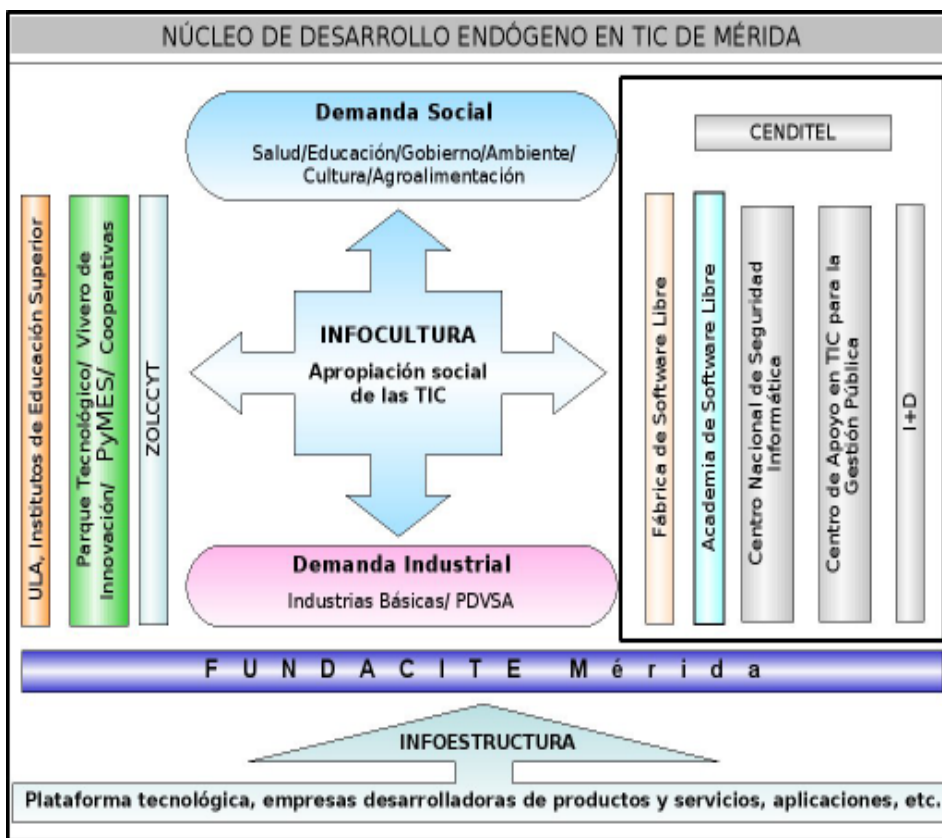 NÚCLEO DE DESARROLLO ENDÓGENO EN TIC DE MÉRIDA
Demanda Social
Salud/Educación/Gobierno/Ambiente/
Cultura/Agroalimentación
ULA, Institutos de Educación Superior
Parque Tecnológico/ Vivero de
Innovación/ PyMES/ Cooperativas
ZOLCCYT
INFOCULTURA
Apropiación social
de las TIC
Demanda Industrial
Industrias Básicas/ PDVSA
CENDITEL
Fábrica de Software Libre
Academia de Software Libre
Centro Nacional de Seguridad
Informática
Centro de Apoyo en TIC para la
Gestión Pública
I+D
FUNDACITE Mérida
INFOESTRUCTURA
Plataforma tecnológica, empresas desarrolladoras de productos y servicios, aplicaciones, etc.